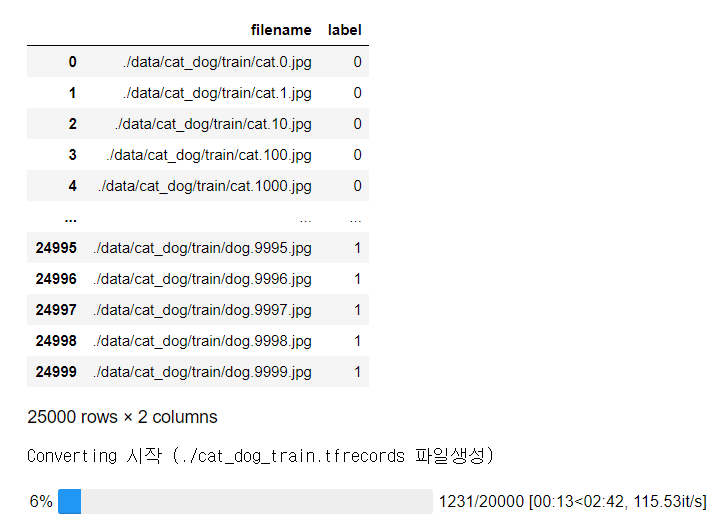 filename label
0 ./data/cat_dog/train/cat.0.jpg 0
1 ./data/cat_dog/train/cat.1.jpg 0
2 ./data/cat_dog/train/cat.10.jpg 0
3 ./data/cat_dog/train/cat.100.jpg 0
4 ./data/cat_dog/train/cat.1000.jpg 0
... ... ...
24995 ./data/cat_dog/train/dog.9995.jpg 1
24996 ./data/cat_dog/train/dog.9996.jpg 1
24997 ./data/cat_dog/train/dog.9997.jpg 1
24998 ./data/cat_dog/train/dog.9998.jpg 1
24999 ./data/cat_dog/train/dog.9999.jpg 1
25000 rows × 2 columns
Converting 시작 (./cat_dog_train.tfrecords 파일생성)
6% 1231/20000 [00:13<02:42, 115.53it/s]